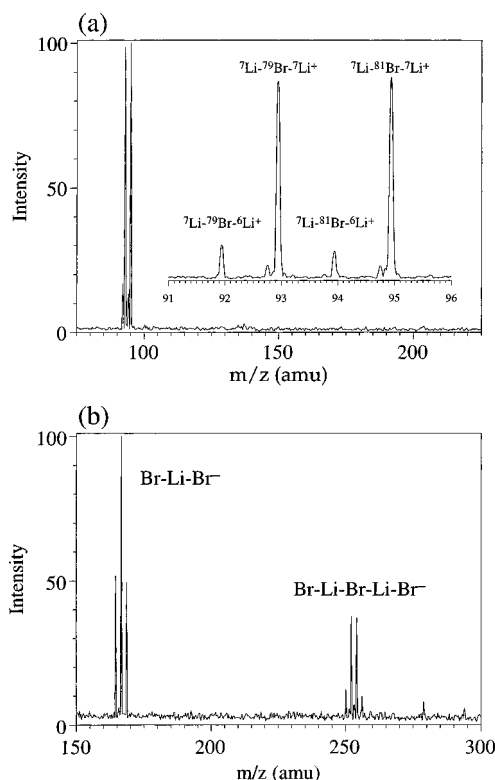 (a)
100
⁷Li-⁷⁹Br-⁷Li⁺ ⁷Li-⁸¹Br-⁷Li⁺
Intensity
50
⁷Li-⁷⁹Br-⁶Li⁺ ⁷Li-⁸¹Br-⁶Li⁺
91 92 93 94 95 96
0
100 150 200
m/z (amu)
(b)
100
Br-Li-Br⁻
Intensity
50
Br-Li-Br-Li-Br⁻
0
150 200 250 300
m/z (amu)